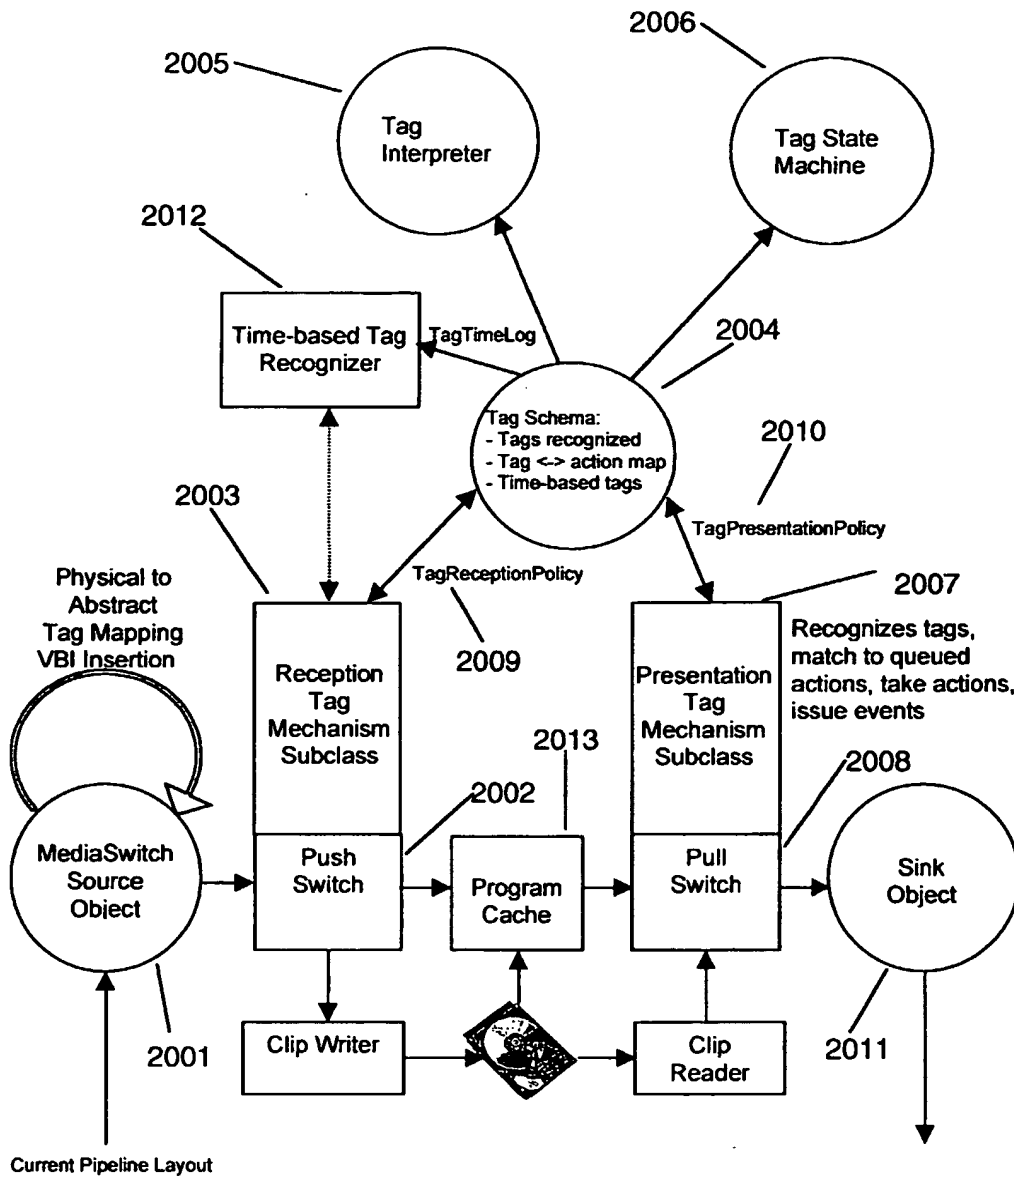 2006
2005
Tag
Interpreter
Tag State
Machine
2012
Time-based Tag
Recognizer
TagTimeLog
2004
Tag Schema:
- Tags recognized
- Tag <-> action map
- Time-based tags
2010
2003
TagPresentationPolicy
TagReceptionPolicy
Physical to
Abstract
Tag Mapping
VBI Insertion
2009
2007
Recognizes tags,
match to queued
actions, take actions,
issue events
Reception
Tag
Mechanism
Subclass
Presentation
Tag
Mechanism
Subclass
2013
2002
2008
MediaSwitch
Source
Object
Push
Switch
Program
Cache
Pull
Switch
Sink
Object
2001
Clip Writer
Clip
Reader
2011
Current Pipeline Layout